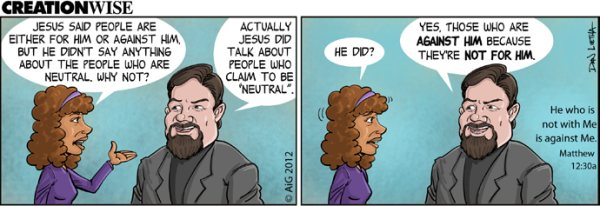 CREATIONWISE
JESUS SAID PEOPLE ARE
EITHER FOR HIM OR AGAINST HIM,
BUT HE DIDN'T SAY ANYTHING
ABOUT THE PEOPLE WHO ARE
NEUTRAL. WHY NOT?
ACTUALLY
JESUS DID
TALK ABOUT
PEOPLE WHO
CLAIM TO BE
"NEUTRAL".
© AiG 2012
HE DID?
YES, THOSE WHO ARE
AGAINST HIM BECAUSE
THEY'RE NOT FOR HIM.
DAN LIETHA
He who is
not with Me
is against Me.
Matthew
12:30a